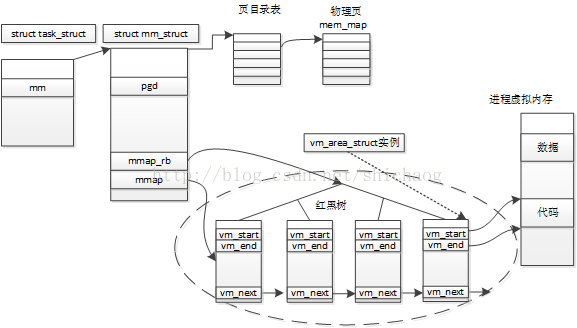 struct task_struct
struct mm_struct
页目录表
物理页
mem_map
mm
pgd
进程虚拟内存
vm_area_struct实例
数据
mmap_rb
mmap
http://blog.csdn.net/shichaog
红黑树
代码
vm_start
vm_end
vm_start
vm_end
vm_start
vm_end
vm_start
vm_end
vm_next
vm_next
vm_next
vm_next